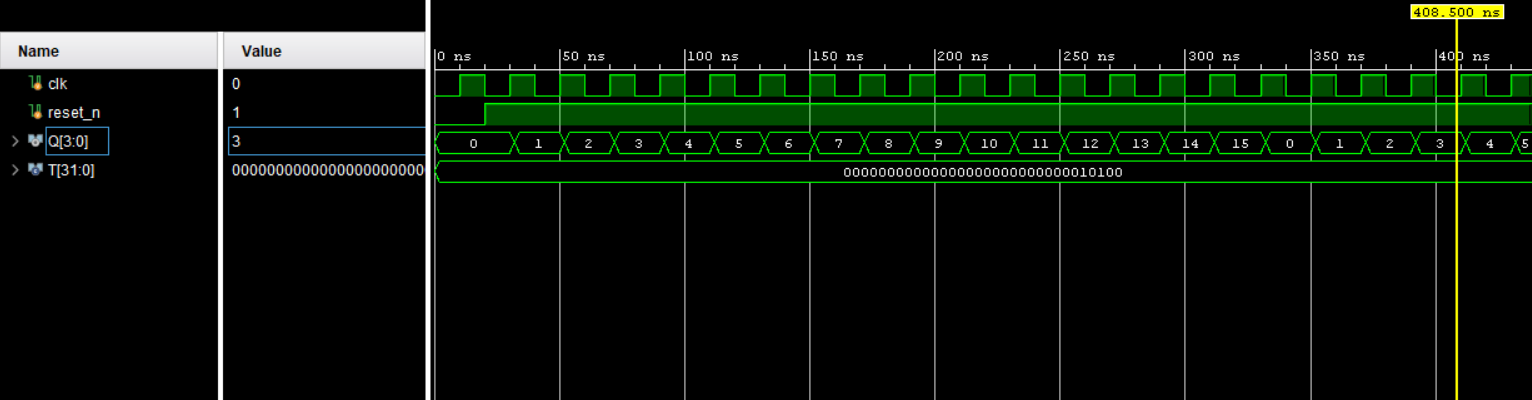 408.500 ns
Name Value
0 ns 50 ns 100 ns 150 ns 200 ns 250 ns 300 ns 350 ns 400 ns
clk 0
reset_n 1
Q[3:0] 3 0 1 2 3 4 5 6 7 8 9 10 11 12 13 14 15 0 1 2 3 4 5
T[31:0] 00000000000000000000000 00000000000000000000000000010100